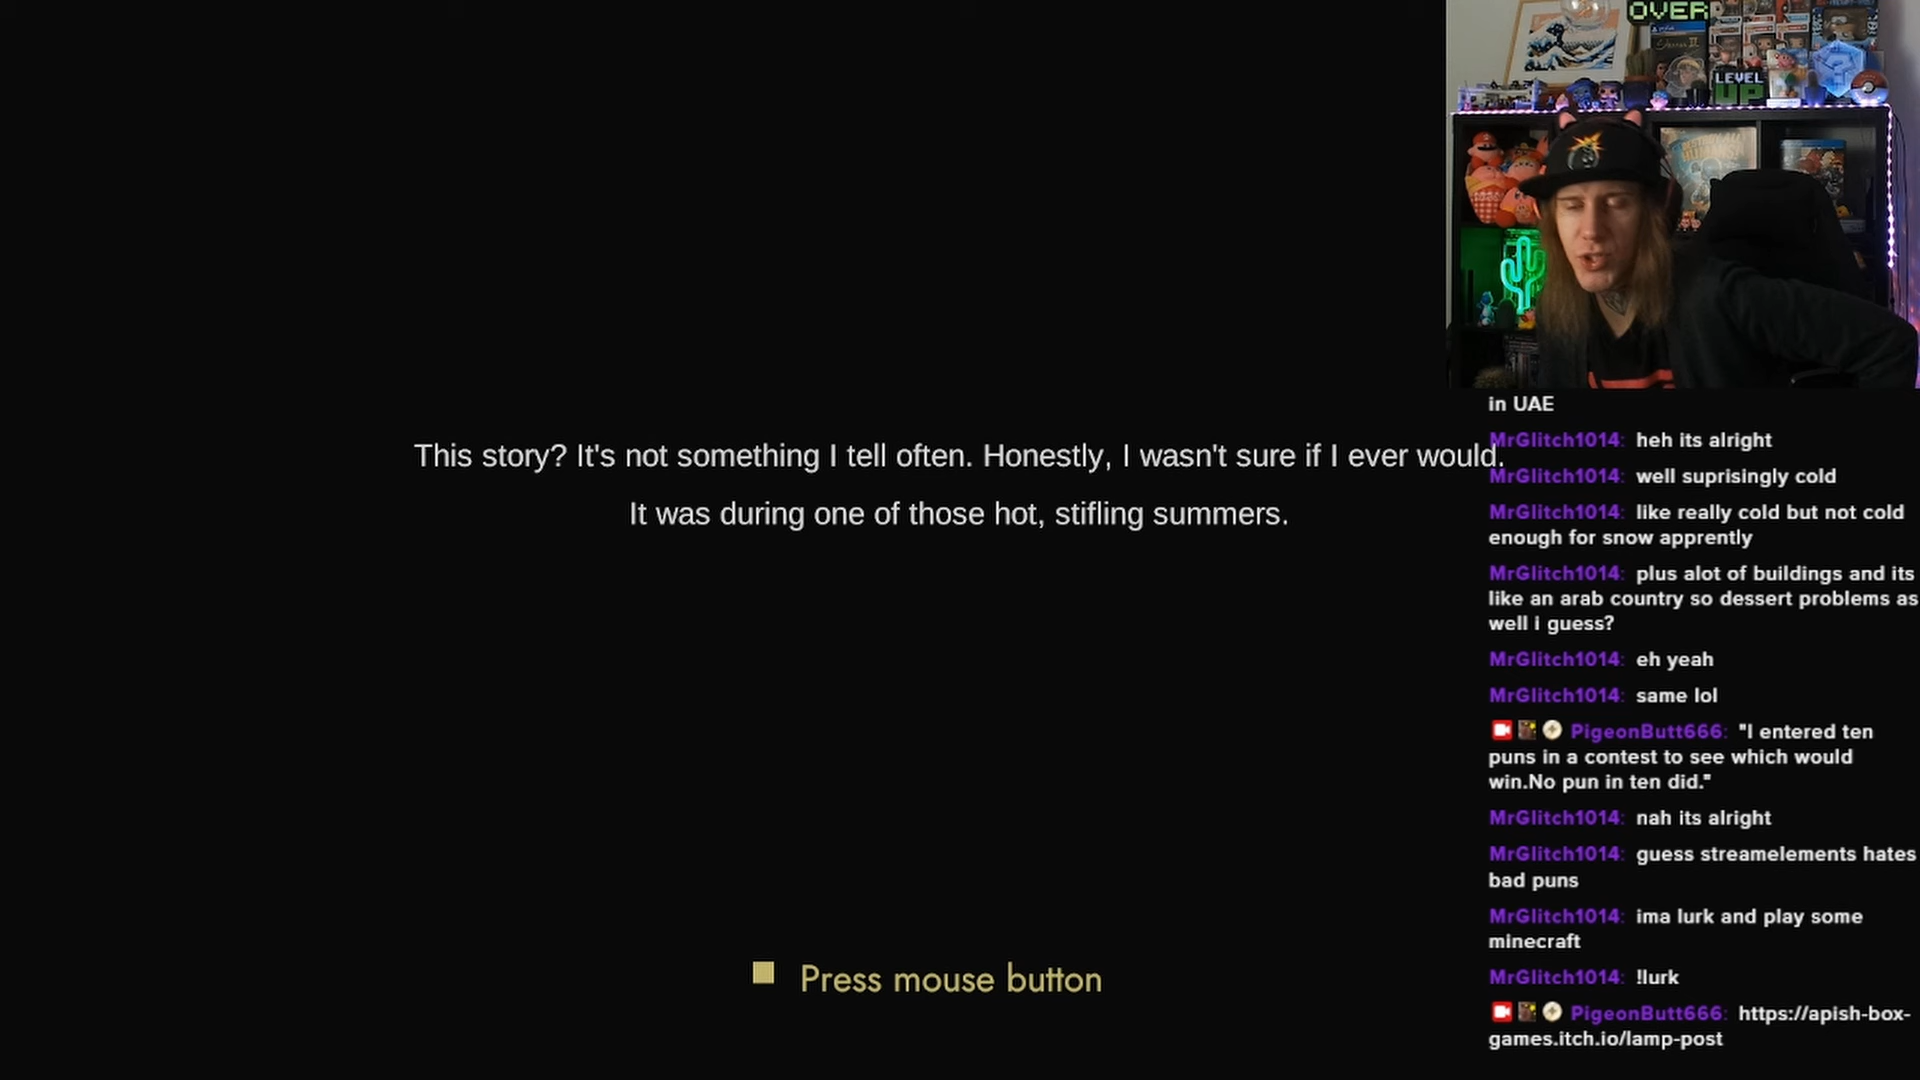 OVER
LEVEL
UP
This story? It's not something I tell often. Honestly, I wasn't sure if I ever would.
It was during one of those hot, stifling summers.
Press mouse button
in UAE
MrGlitch1014: heh its alright
MrGlitch1014: well suprisingly cold
MrGlitch1014: like really cold but not cold
enough for snow apprently
MrGlitch1014: plus alot of buildings and its
like an arab country so dessert problems as
well i guess?
MrGlitch1014: eh yeah
MrGlitch1014: same lol
PigeonButt666: "I entered ten
puns in a contest to see which would
win.No pun in ten did."
MrGlitch1014: nah its alright
MrGlitch1014: guess streamelements hates
bad puns
MrGlitch1014: ima lurk and play some
minecraft
MrGlitch1014: !lurk
PigeonButt666: https://apish-box-
games.itch.io/lamp-post